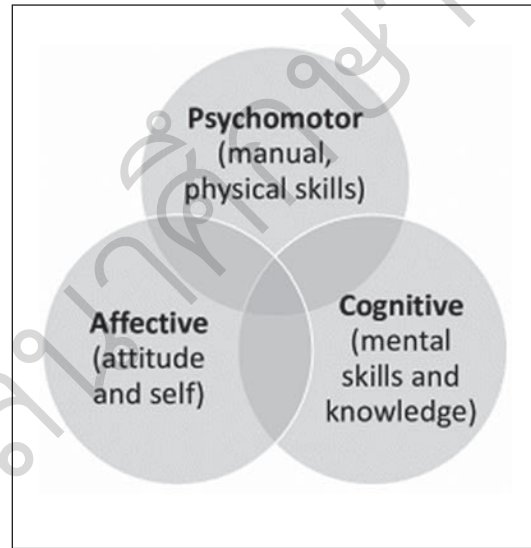 Psychomotor
(manual,
physical skills)
Affective
(attitude
and self)
Cognitive
(mental
skills and
knowledge)